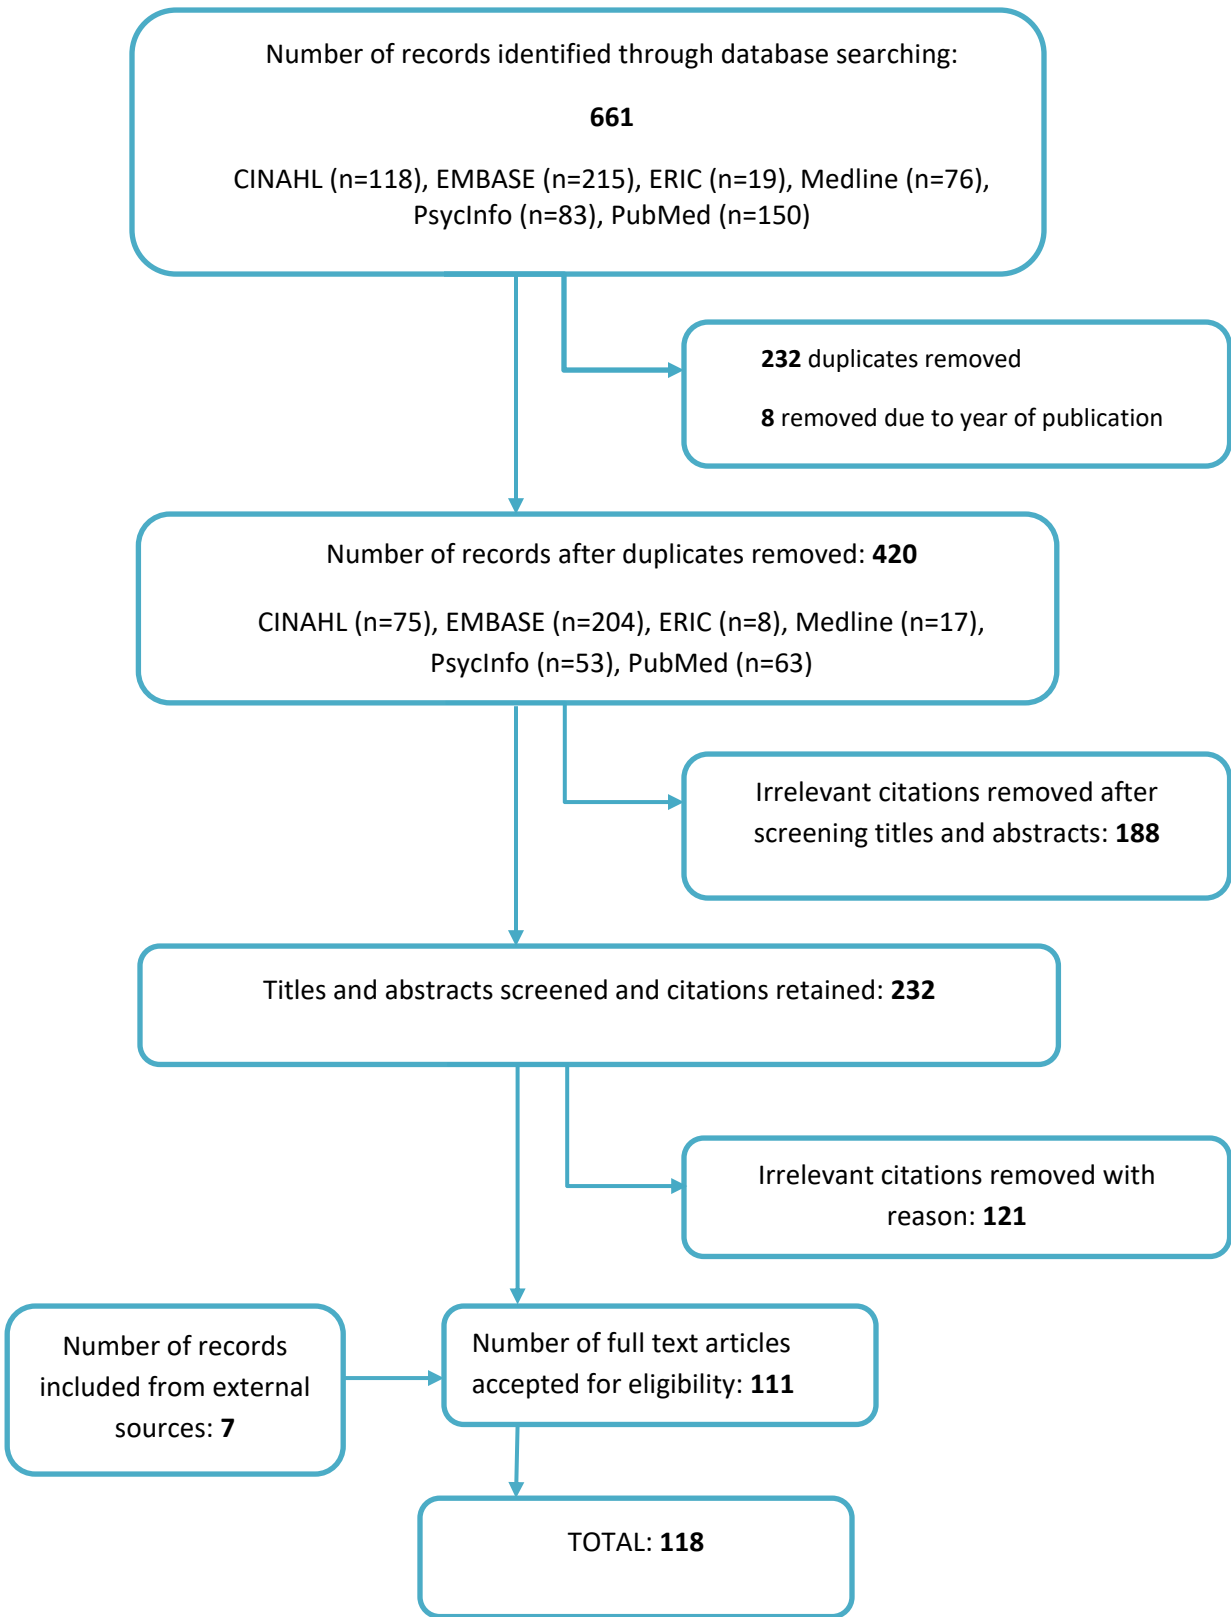 Number of records identified through database searching:
661
CINAHL (n=118), EMBASE (n=215), ERIC (n=19), Medline (n=76),
PsycInfo (n=83), PubMed (n=150)
232 duplicates removed
8 removed due to year of publication
Number of records after duplicates removed: 420
CINAHL (n=75), EMBASE (n=204), ERIC (n=8), Medline (n=17),
PsycInfo (n=53), PubMed (n=63)
Irrelevant citations removed after
screening titles and abstracts: 188
Titles and abstracts screened and citations retained: 232
Irrelevant citations removed with
reason: 121
Number of records
included from external
sources: 7
Number of full text articles
accepted for eligibility: 111
TOTAL: 118